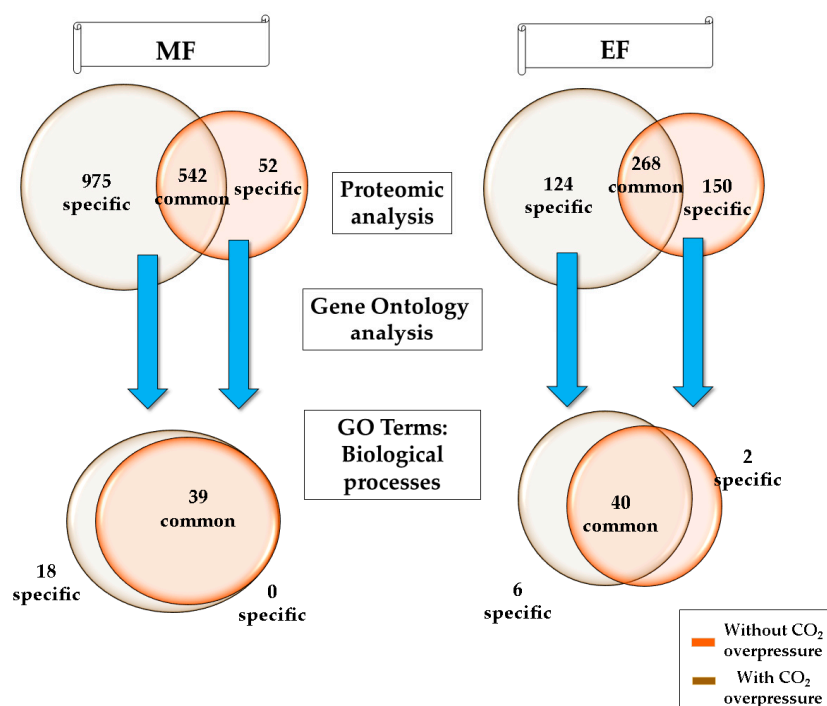 MF
EF
975
specific
542
common
52
specific
Proteomic
analysis
124
specific
268
common
150
specific
Gene Ontology
analysis
GO Terms:
Biological
processes
39
common
18
specific
0
specific
40
common
2
specific
6
specific
Without CO₂
overpressure
With CO₂
overpressure